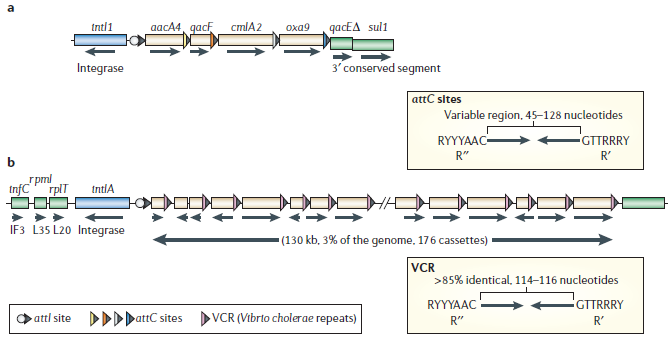 a
intI1 aacA4 qacF cmlA2 oxa9 qacEΔ sul1
Integrase
3′ conserved segment
attC sites
Variable region, 45–128 nucleotides
RYYYAAC GTTRRRY
R″ R′
b
infC rpmI rplT intIA
IF3 L35 L20 Integrase
(130 kb, 3% of the genome, 176 cassettes)
VCR
>85% identical, 114–116 nucleotides
RYYYAAC GTTRRRY
R″ R′
attI site attC sites VCR (Vibrio cholerae repeats)